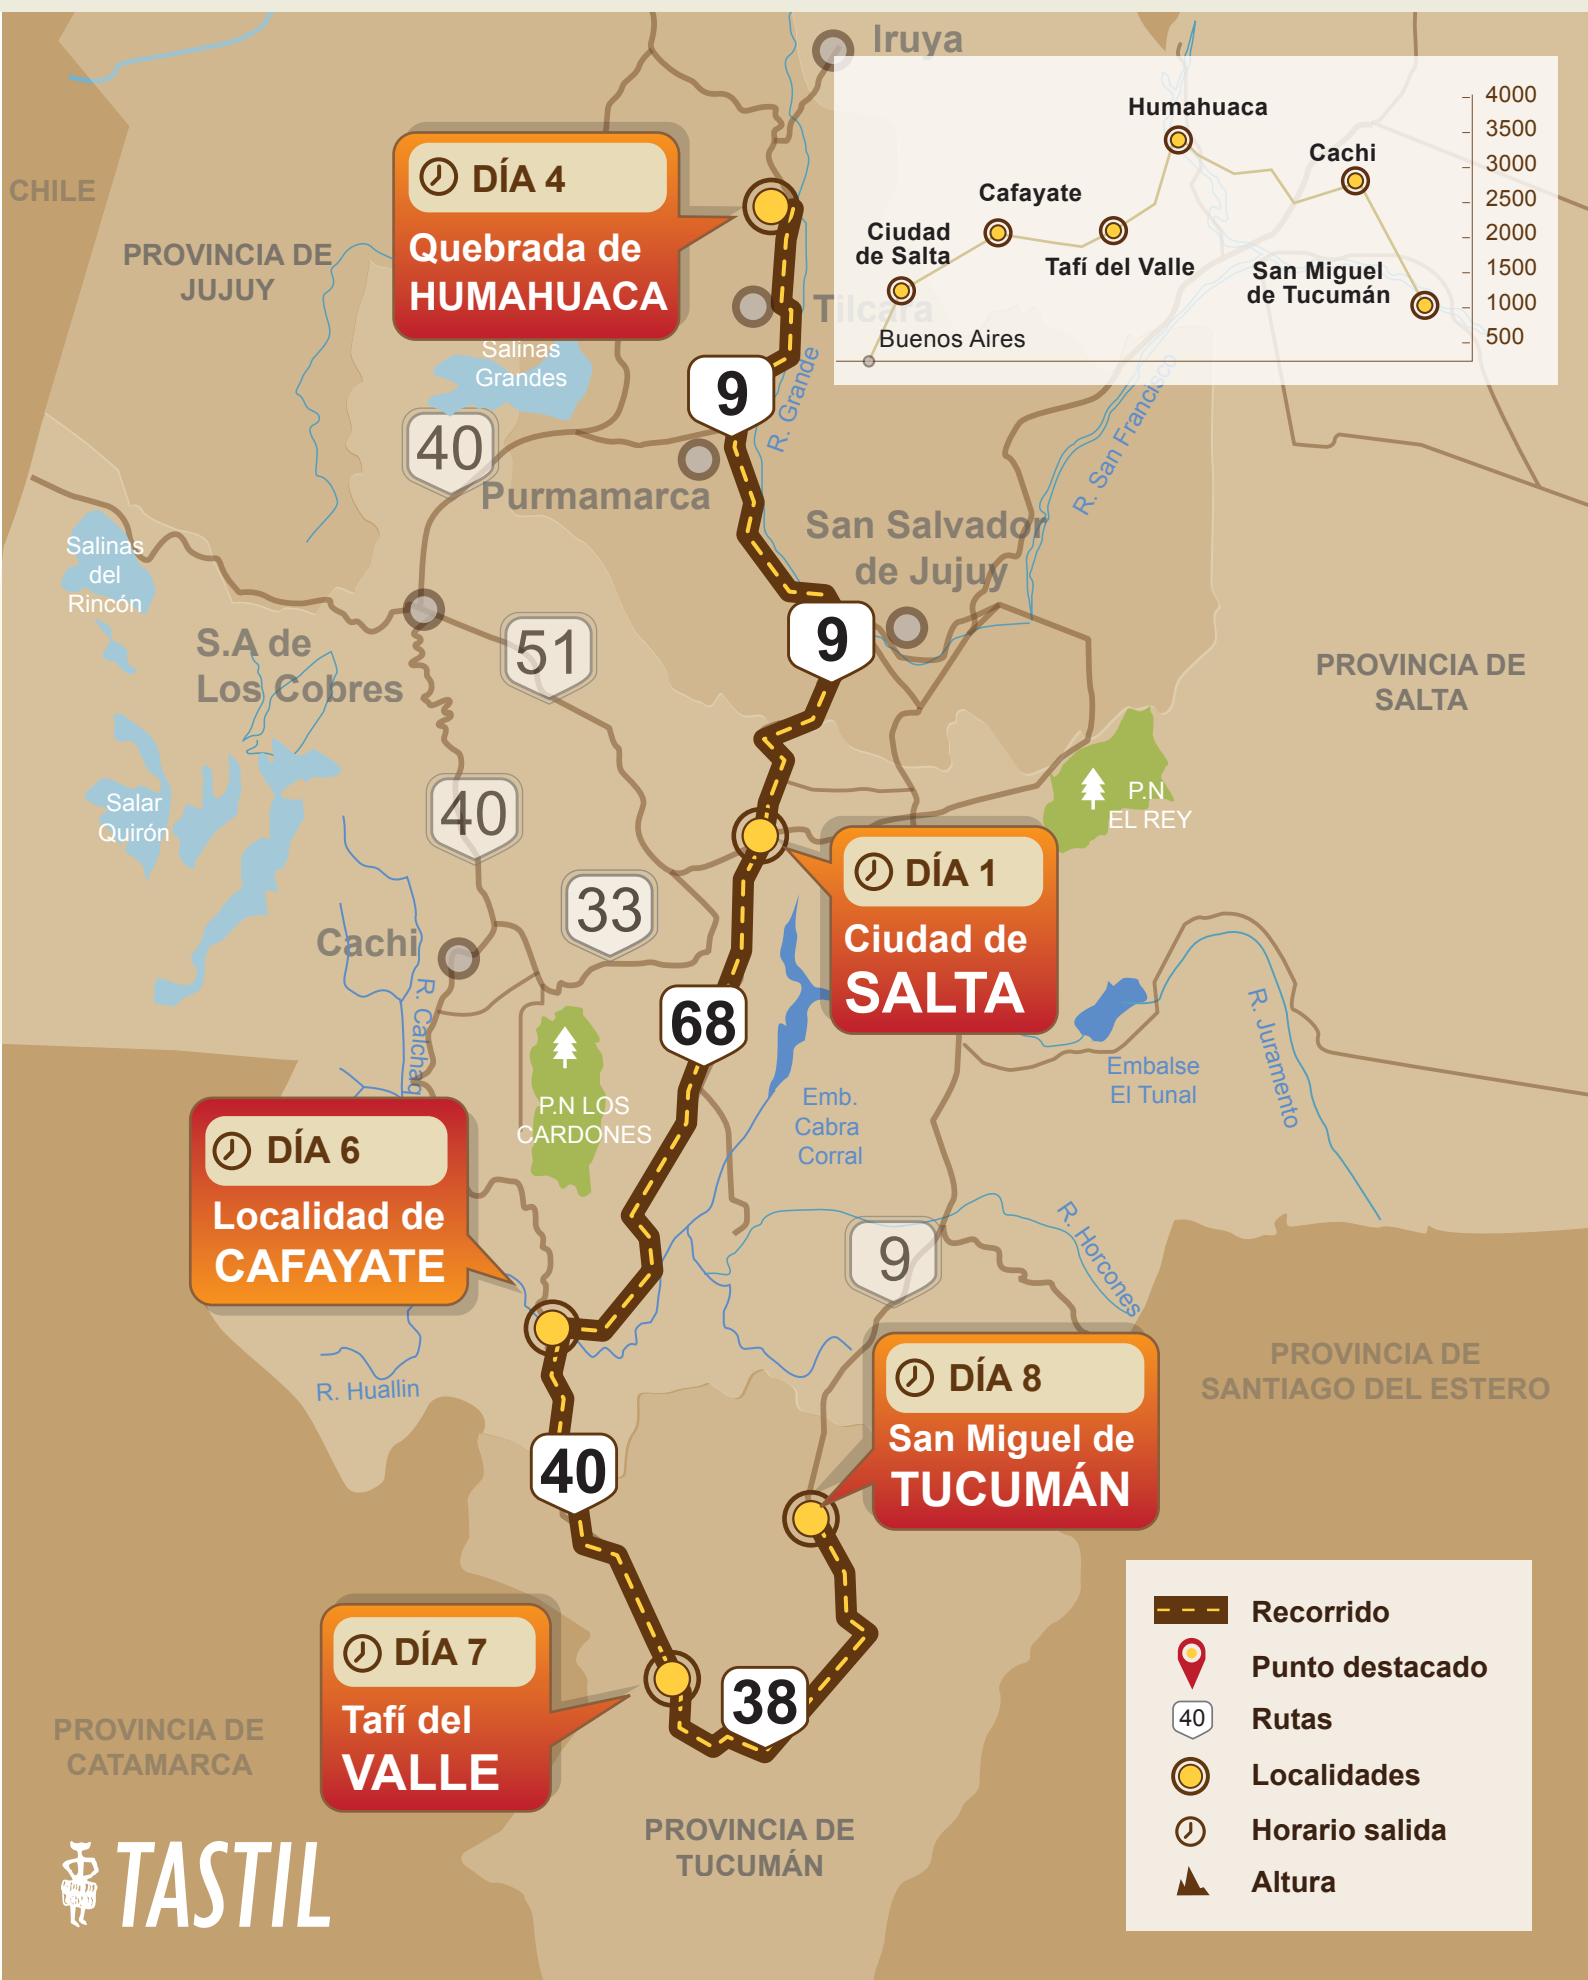 Iruya
4000
3500
3000
2500
2000
1500
1000
500
Humahuaca
Cachi
Cafayate
Ciudad
de Salta
Tafí del Valle
San Miguel
de Tucumán
Buenos Aires
CHILE
PROVINCIA DE
JUJUY
DÍA 4
Quebrada de
HUMAHUACA
Tilcara
Salinas
Grandes
9
R. Grande
40
Purmamarca
R. San Francisco
San Salvador
de Jujuy
Salinas
del
Rincón
S.A de
Los Cobres
51
9
PROVINCIA DE
SALTA
Salar
Quirón
40
P.N
EL REY
33
DÍA 1
Ciudad de
SALTA
Cachi
R. Calchaq
68
R. Juramento
Embalse
El Tunal
P.N LOS
CARDONES
Emb.
Cabra
Corral
DÍA 6
Localidad de
CAFAYATE
9
R. Horcones
R. Huallin
DÍA 8
San Miguel de
TUCUMÁN
PROVINCIA DE
SANTIAGO DEL ESTERO
40
DÍA 7
Tafí del
VALLE
38
PROVINCIA DE
CATAMARCA
PROVINCIA DE
TUCUMÁN
TASTIL
Recorrido
Punto destacado
40 Rutas
Localidades
Horario salida
Altura